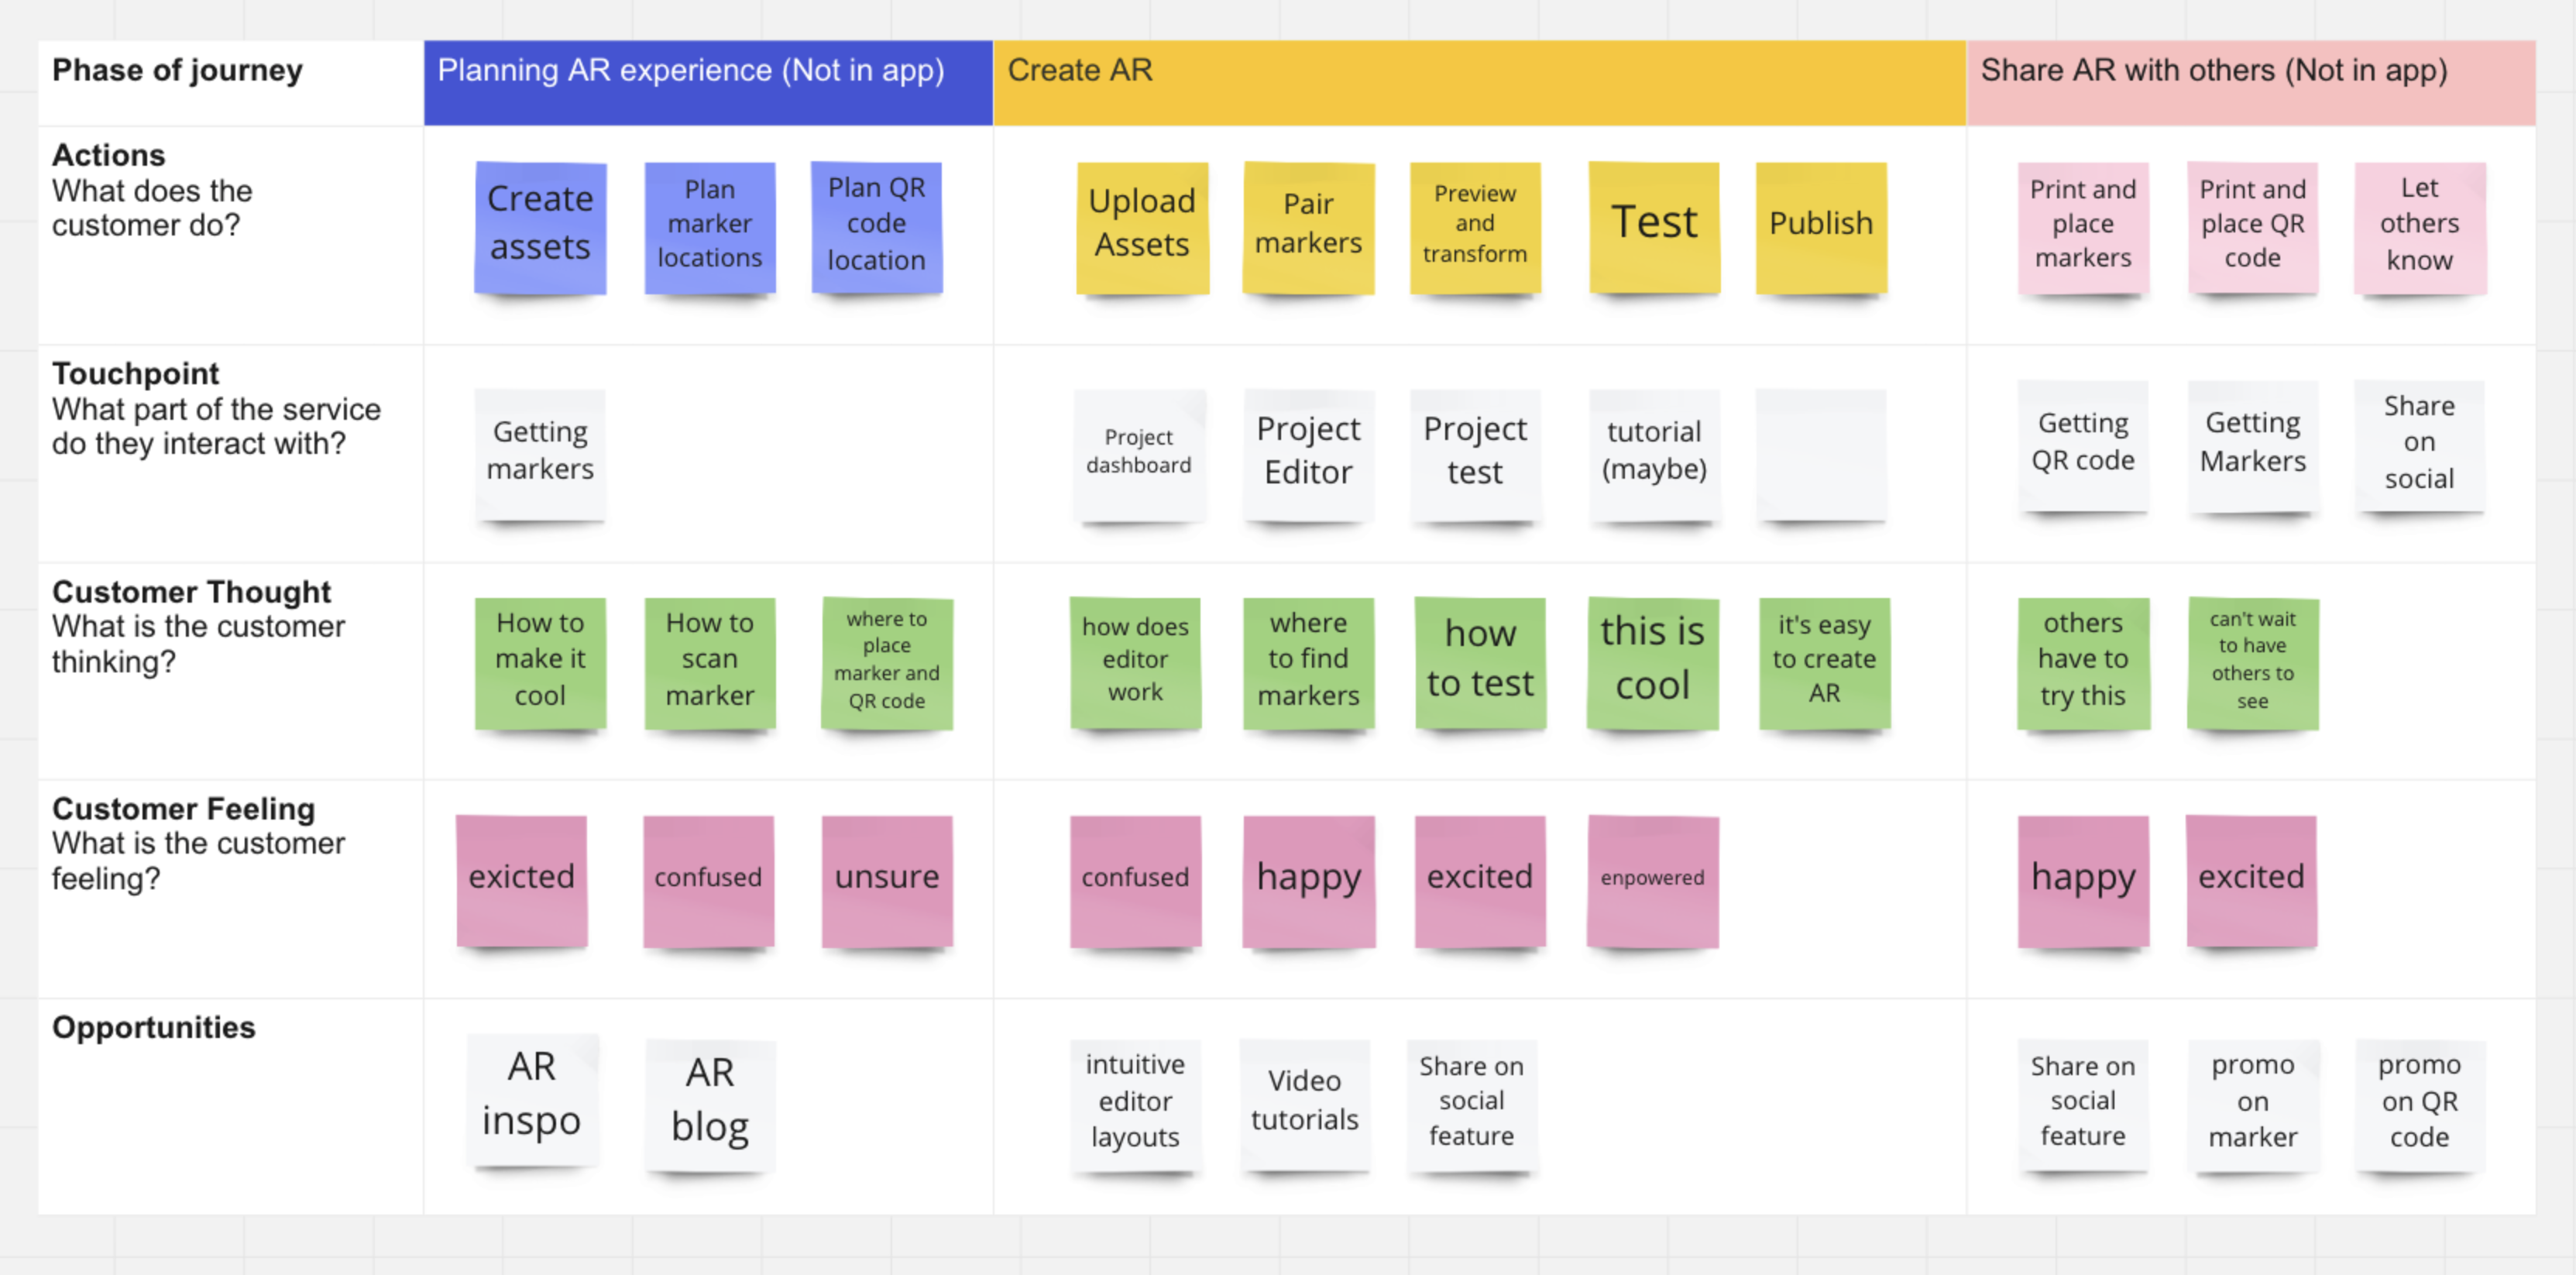 Phase of journey
Planning AR experience (Not in app)
Create AR
Share AR with others (Not in app)
Actions
What does the
customer do?
Create
assets
Plan
marker
locations
Plan QR
code
location
Upload
Assets
Pair
markers
Preview
and
transform
Test
Publish
Print and
place
markers
Print and
place QR
code
Let
others
know
Touchpoint
What part of the service
do they interact with?
Getting
markers
Project
dashboard
Project
Editor
Project
test
tutorial
(maybe)
Getting
QR code
Getting
Markers
Share
on
social
Customer Thought
What is the customer
thinking?
How to
make it
cool
How to
scan
marker
where to
place
marker and
QR code
how does
editor
work
where
to find
markers
how
to test
this is
cool
it's easy
to create
AR
others
have to
try this
can't wait
to have
others to
see
Customer Feeling
What is the customer
feeling?
exicted
confused
unsure
confused
happy
excited
enpowered
happy
excited
Opportunities
AR
inspo
AR
blog
intuitive
editor
layouts
Video
tutorials
Share on
social
feature
Share on
social
feature
promo
on
marker
promo
on QR
code